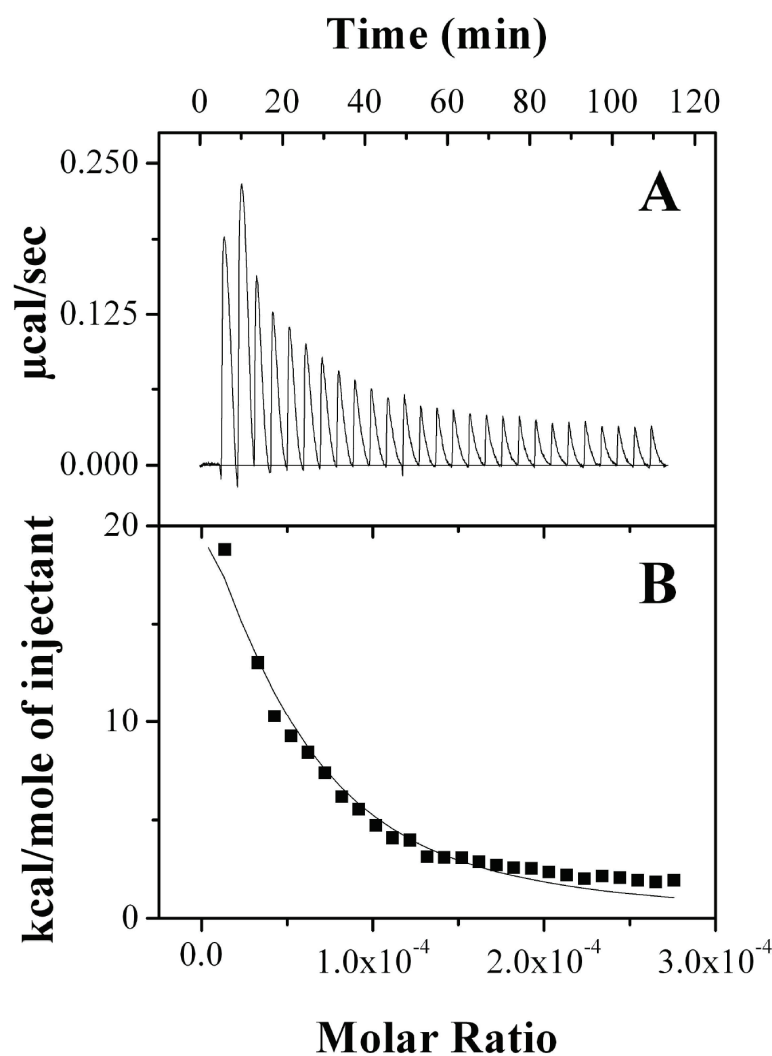 Time (min)
0 20 40 60 80 100 120
0.250
A
0.125
0.000
μcal/sec
20
B
10
0
kcal/mole of injectant
0.0 1.0x10⁻⁴ 2.0x10⁻⁴ 3.0x10⁻⁴
Molar Ratio